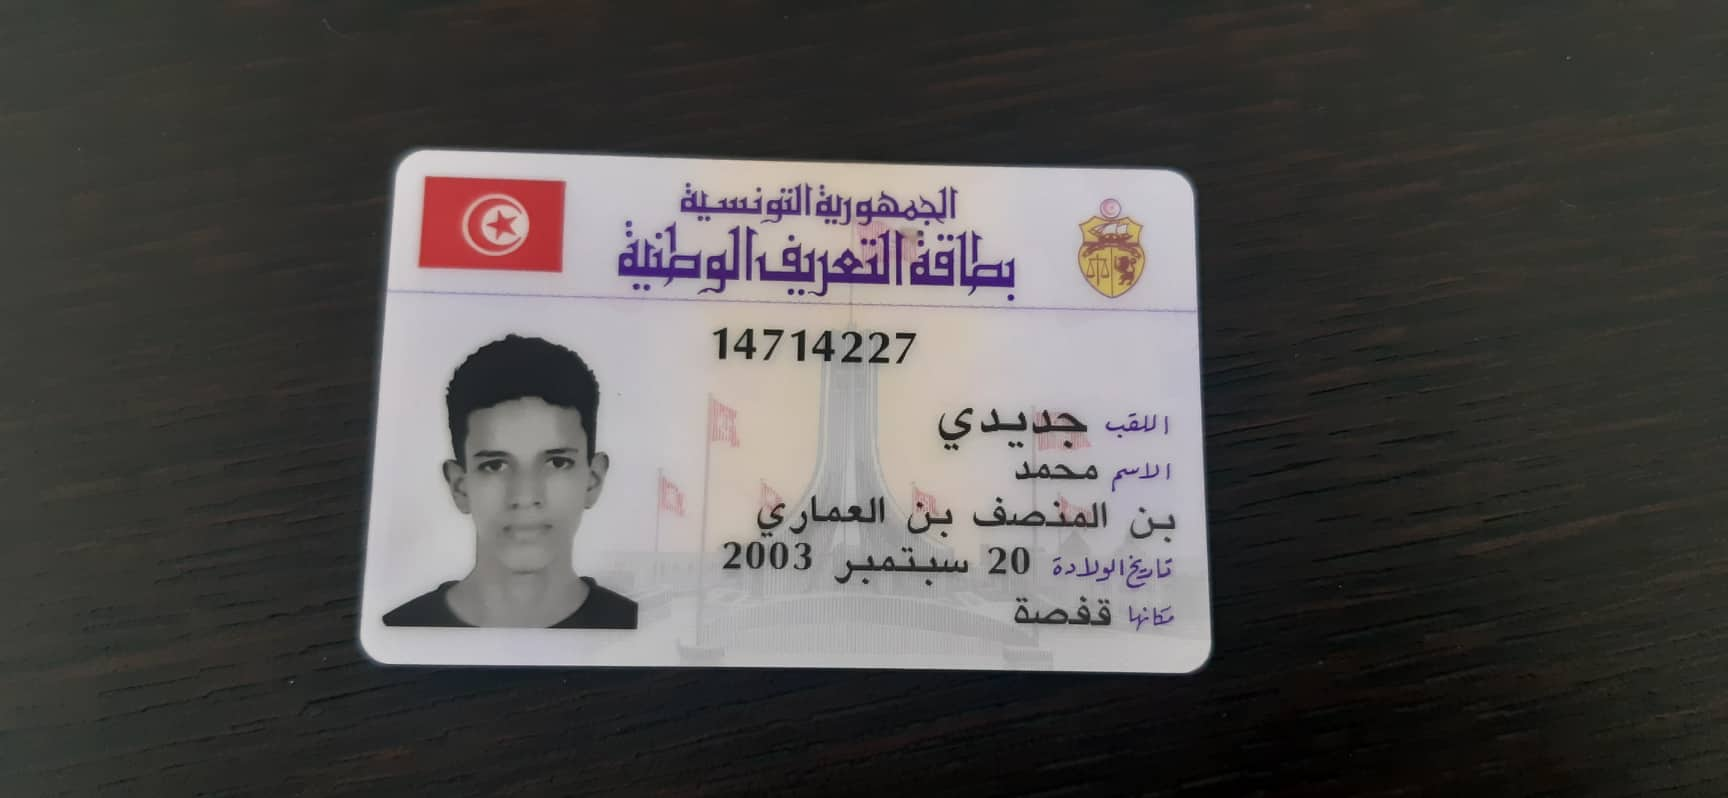 الجمهورية التونسية
بطاقة التعريف الوطنية
14714227
اللقب جديدي
الاسم محمد
بن المنصف بن العماري
تاريخ الولادة 20 سبتمبر 2003
مكانها قفصة